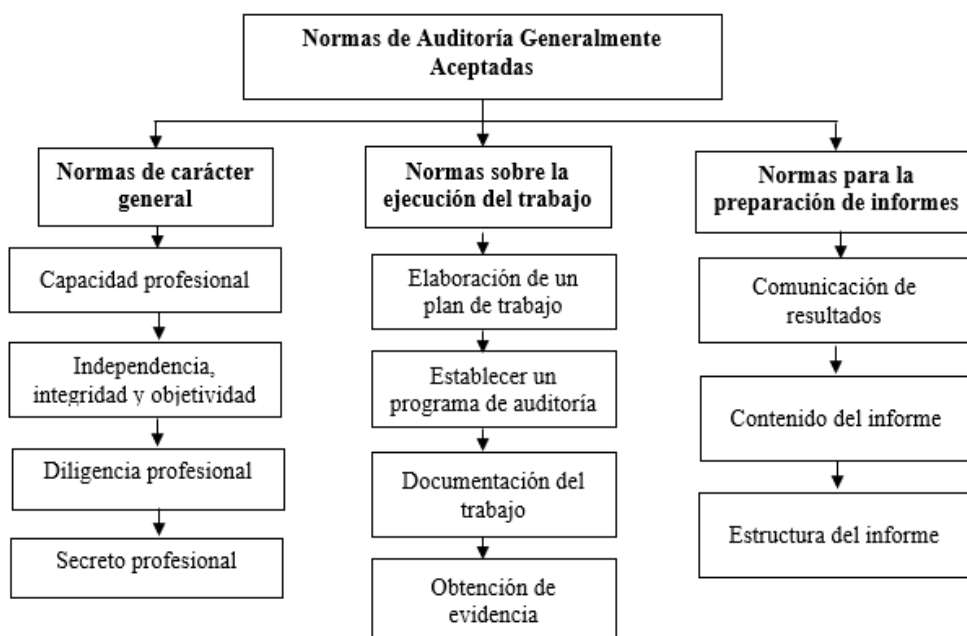 Normas de Auditoría Generalmente
Aceptadas
Normas de carácter
general
Capacidad profesional
Independencia,
integridad y objetividad
Diligencia profesional
Secreto profesional
Normas sobre la
ejecución del trabajo
Elaboración de un
plan de trabajo
Establecer un
programa de auditoría
Documentación del
trabajo
Obtención de
evidencia
Normas para la
preparación de informes
Comunicación de
resultados
Contenido del informe
Estructura del informe